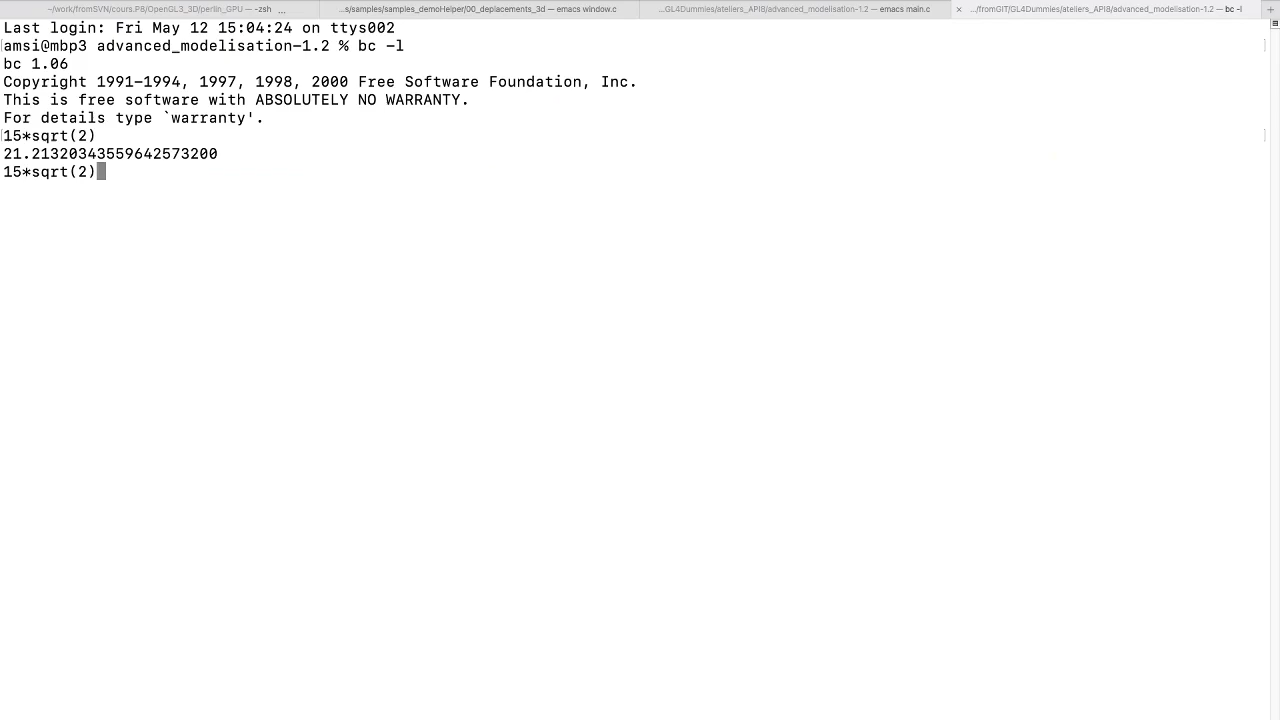 ~/work/fromSVN/cours.P8/OpenGL3_3D/perlin_GPU — -zsh ...
...s/samples/samples_demoHelper/00_deplacements_3d — emacs window.c
...GL4Dummies/ateliers_API8/advanced_modelisation-1.2 — emacs main.c
× .../fromGIT/GL4Dummies/ateliers_API8/advanced_modelisation-1.2 — bc -l
+
Last login: Fri May 12 15:04:24 on ttys002
amsi@mbp3 advanced_modelisation-1.2 % bc -l
bc 1.06
Copyright 1991-1994, 1997, 1998, 2000 Free Software Foundation, Inc.
This is free software with ABSOLUTELY NO WARRANTY.
For details type `warranty'.
15*sqrt(2)
21.21320343559642573200
15*sqrt(2)